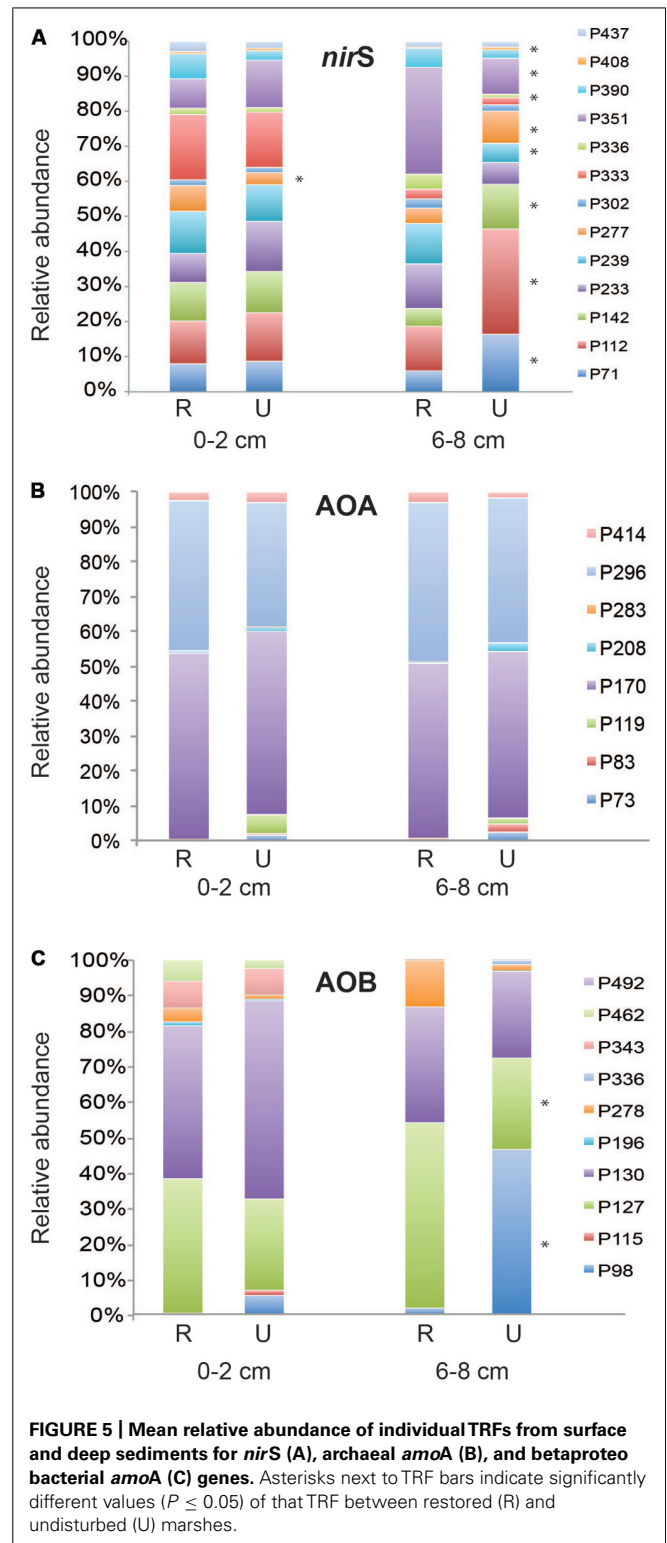 A
nirS
Relative abundance
100%
90%
80%
70%
60%
50%
40%
30%
20%
10%
0%
*
*
*
*
*
*
*
*
*
R U R U
0-2 cm 6-8 cm
P437
P408
P390
P351
P336
P333
P302
P277
P239
P233
P142
P112
P71
B
AOA
Relative abundance
100%
90%
80%
70%
60%
50%
40%
30%
20%
10%
0%
R U R U
0-2 cm 6-8 cm
P414
P296
P283
P208
P170
P119
P83
P73
C
AOB
Relative abundance
100%
90%
80%
70%
60%
50%
40%
30%
20%
10%
0%
*
*
R U R U
0-2 cm 6-8 cm
P492
P462
P343
P336
P278
P196
P130
P127
P115
P98
FIGURE 5 | Mean relative abundance of individual TRFs from surface
and deep sediments for nirS (A), archaeal amoA (B), and betaproteo
bacterial amoA (C) genes. Asterisks next to TRF bars indicate significantly
different values (P ≤ 0.05) of that TRF between restored (R) and
undisturbed (U) marshes.